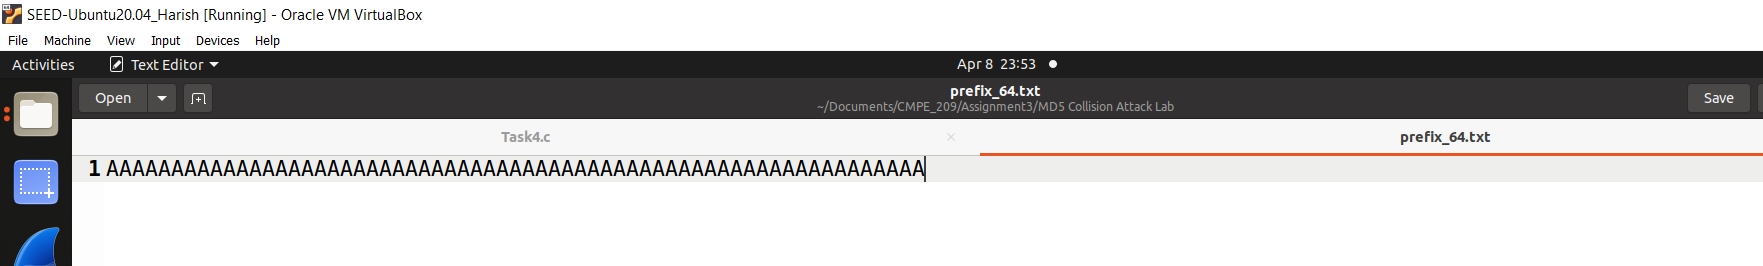 SEED-Ubuntu20.04_Harish [Running] - Oracle VM VirtualBox
File Machine View Input Devices Help
Activities Text Editor Apr 8 23:53
Open prefix_64.txt Save
~/Documents/CMPE_209/Assignment3/MD5 Collision Attack Lab
Task4.c × prefix_64.txt
1 AAAAAAAAAAAAAAAAAAAAAAAAAAAAAAAAAAAAAAAAAAAAAAAAAAAAAAAAAAAAAAA